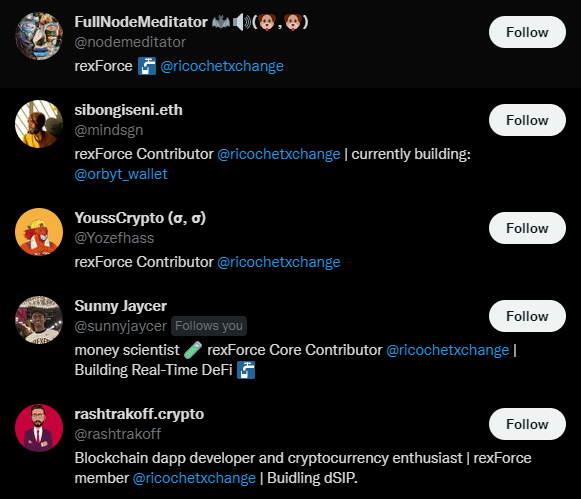 FullNodeMeditator 🦇🔊(🐶,🐶)
@nodemeditator
Follow
rexForce 🚰 @ricochetxchange
sibongiseni.eth
@mindsgn
Follow
rexForce Contributor @ricochetxchange | currently building:
@orbyt_wallet
YoussCrypto (σ, σ)
@Yozefhass
Follow
rexForce Contributor @ricochetxchange
Sunny Jaycer
@sunnyjaycer Follows you
Follow
money scientist 🧪 rexForce Core Contributor @ricochetxchange |
Building Real-Time DeFi 🚰
rashtrakoff.crypto
@rashtrakoff
Follow
Blockchain dapp developer and cryptocurrency enthusiast | rexForce
member @ricochetxchange | Buidling dSIP.